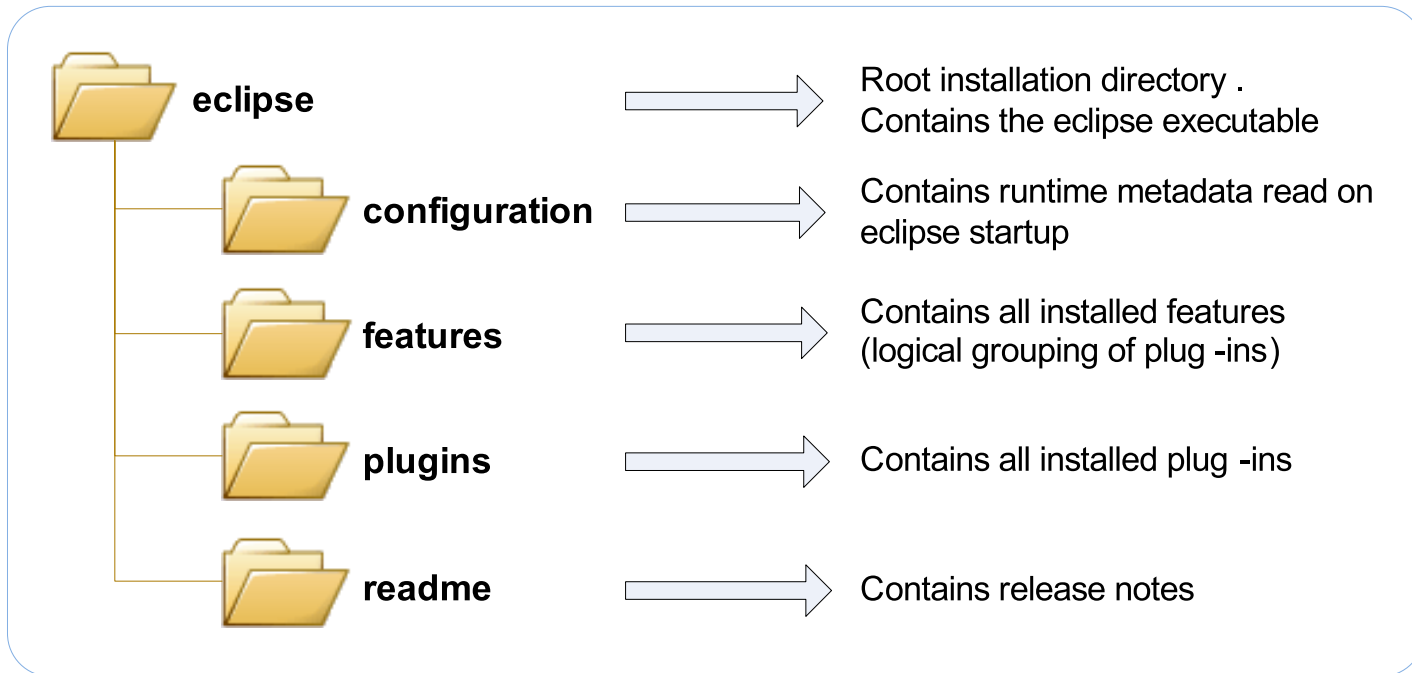 eclipse
Root installation directory .
Contains the eclipse executable
configuration
Contains runtime metadata read on
eclipse startup
features
Contains all installed features
(logical grouping of plug -ins)
plugins
Contains all installed plug -ins
readme
Contains release notes